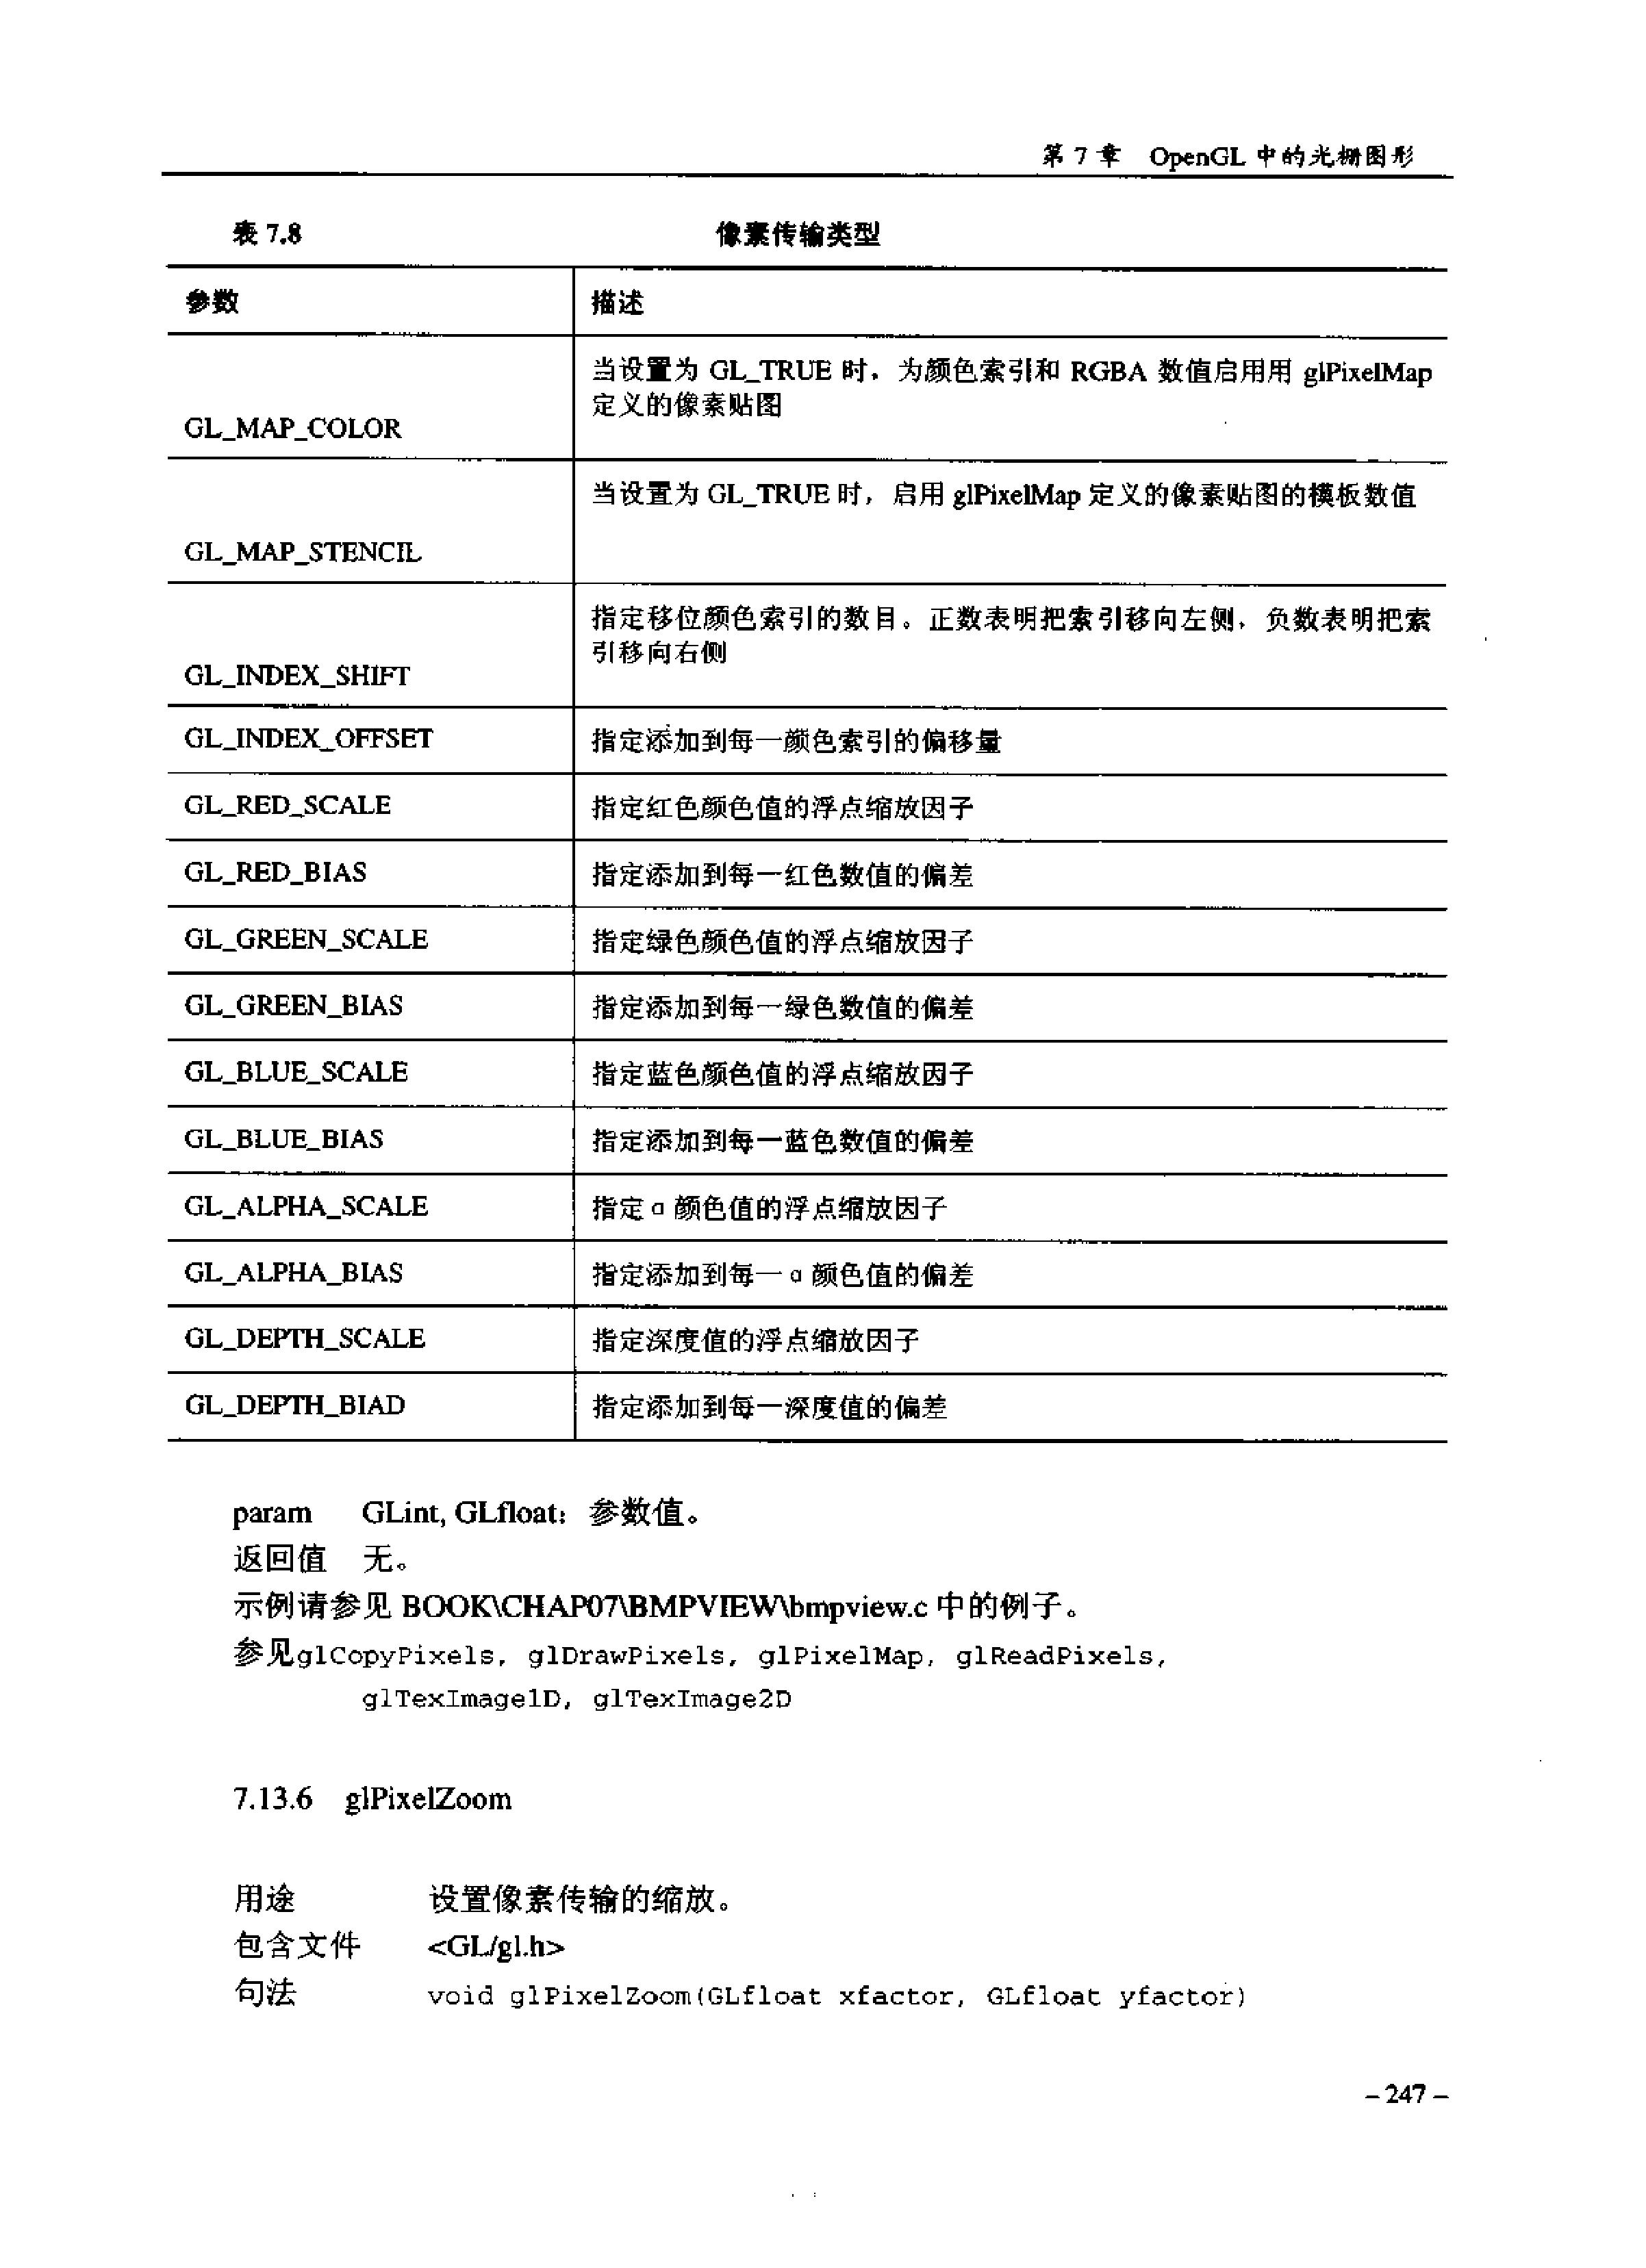 第 7 章 OpenGL 中的光栅图形
表 7.8 像素传输类型
参数 描述
当设置为 GL_TRUE 时，为颜色索引和 RGBA 数值启用用 glPixelMap
定义的像素贴图
GL_MAP_COLOR
当设置为 GL_TRUE 时，启用 glPixelMap 定义的像素贴图的模板数值
GL_MAP_STENCIL
指定移位颜色索引的数目。正数表明把索引移向左侧，负数表明把索
引移向右侧
GL_INDEX_SHIFT
GL_INDEX_OFFSET 指定添加到每一颜色索引的偏移量
GL_RED_SCALE 指定红色颜色值的浮点缩放因子
GL_RED_BIAS 指定添加到每一红色数值的偏差
GL_GREEN_SCALE 指定绿色颜色值的浮点缩放因子
GL_GREEN_BIAS 指定添加到每一绿色数值的偏差
GL_BLUE_SCALE 指定蓝色颜色值的浮点缩放因子
GL_BLUE_BIAS 指定添加到每一蓝色数值的偏差
GL_ALPHA_SCALE 指定 α 颜色值的浮点缩放因子
GL_ALPHA_BIAS 指定添加到每一 α 颜色值的偏差
GL_DEPTH_SCALE 指定深度值的浮点缩放因子
GL_DEPTH_BIAD 指定添加到每一深度值的偏差
param GLint, GLfloat：参数值。
返回值 无。
示例请参见 BOOK\CHAP07\BMPVIEW\bmpview.c 中的例子。
参见glCopyPixels, glDrawPixels, glPixelMap, glReadPixels,
glTexImage1D, glTexImage2D
7.13.6 glPixelZoom
用途 设置像素传输的缩放。
包含文件 <GL/gl.h>
句法 void glPixelZoom(GLfloat xfactor, GLfloat yfactor)
– 247 –